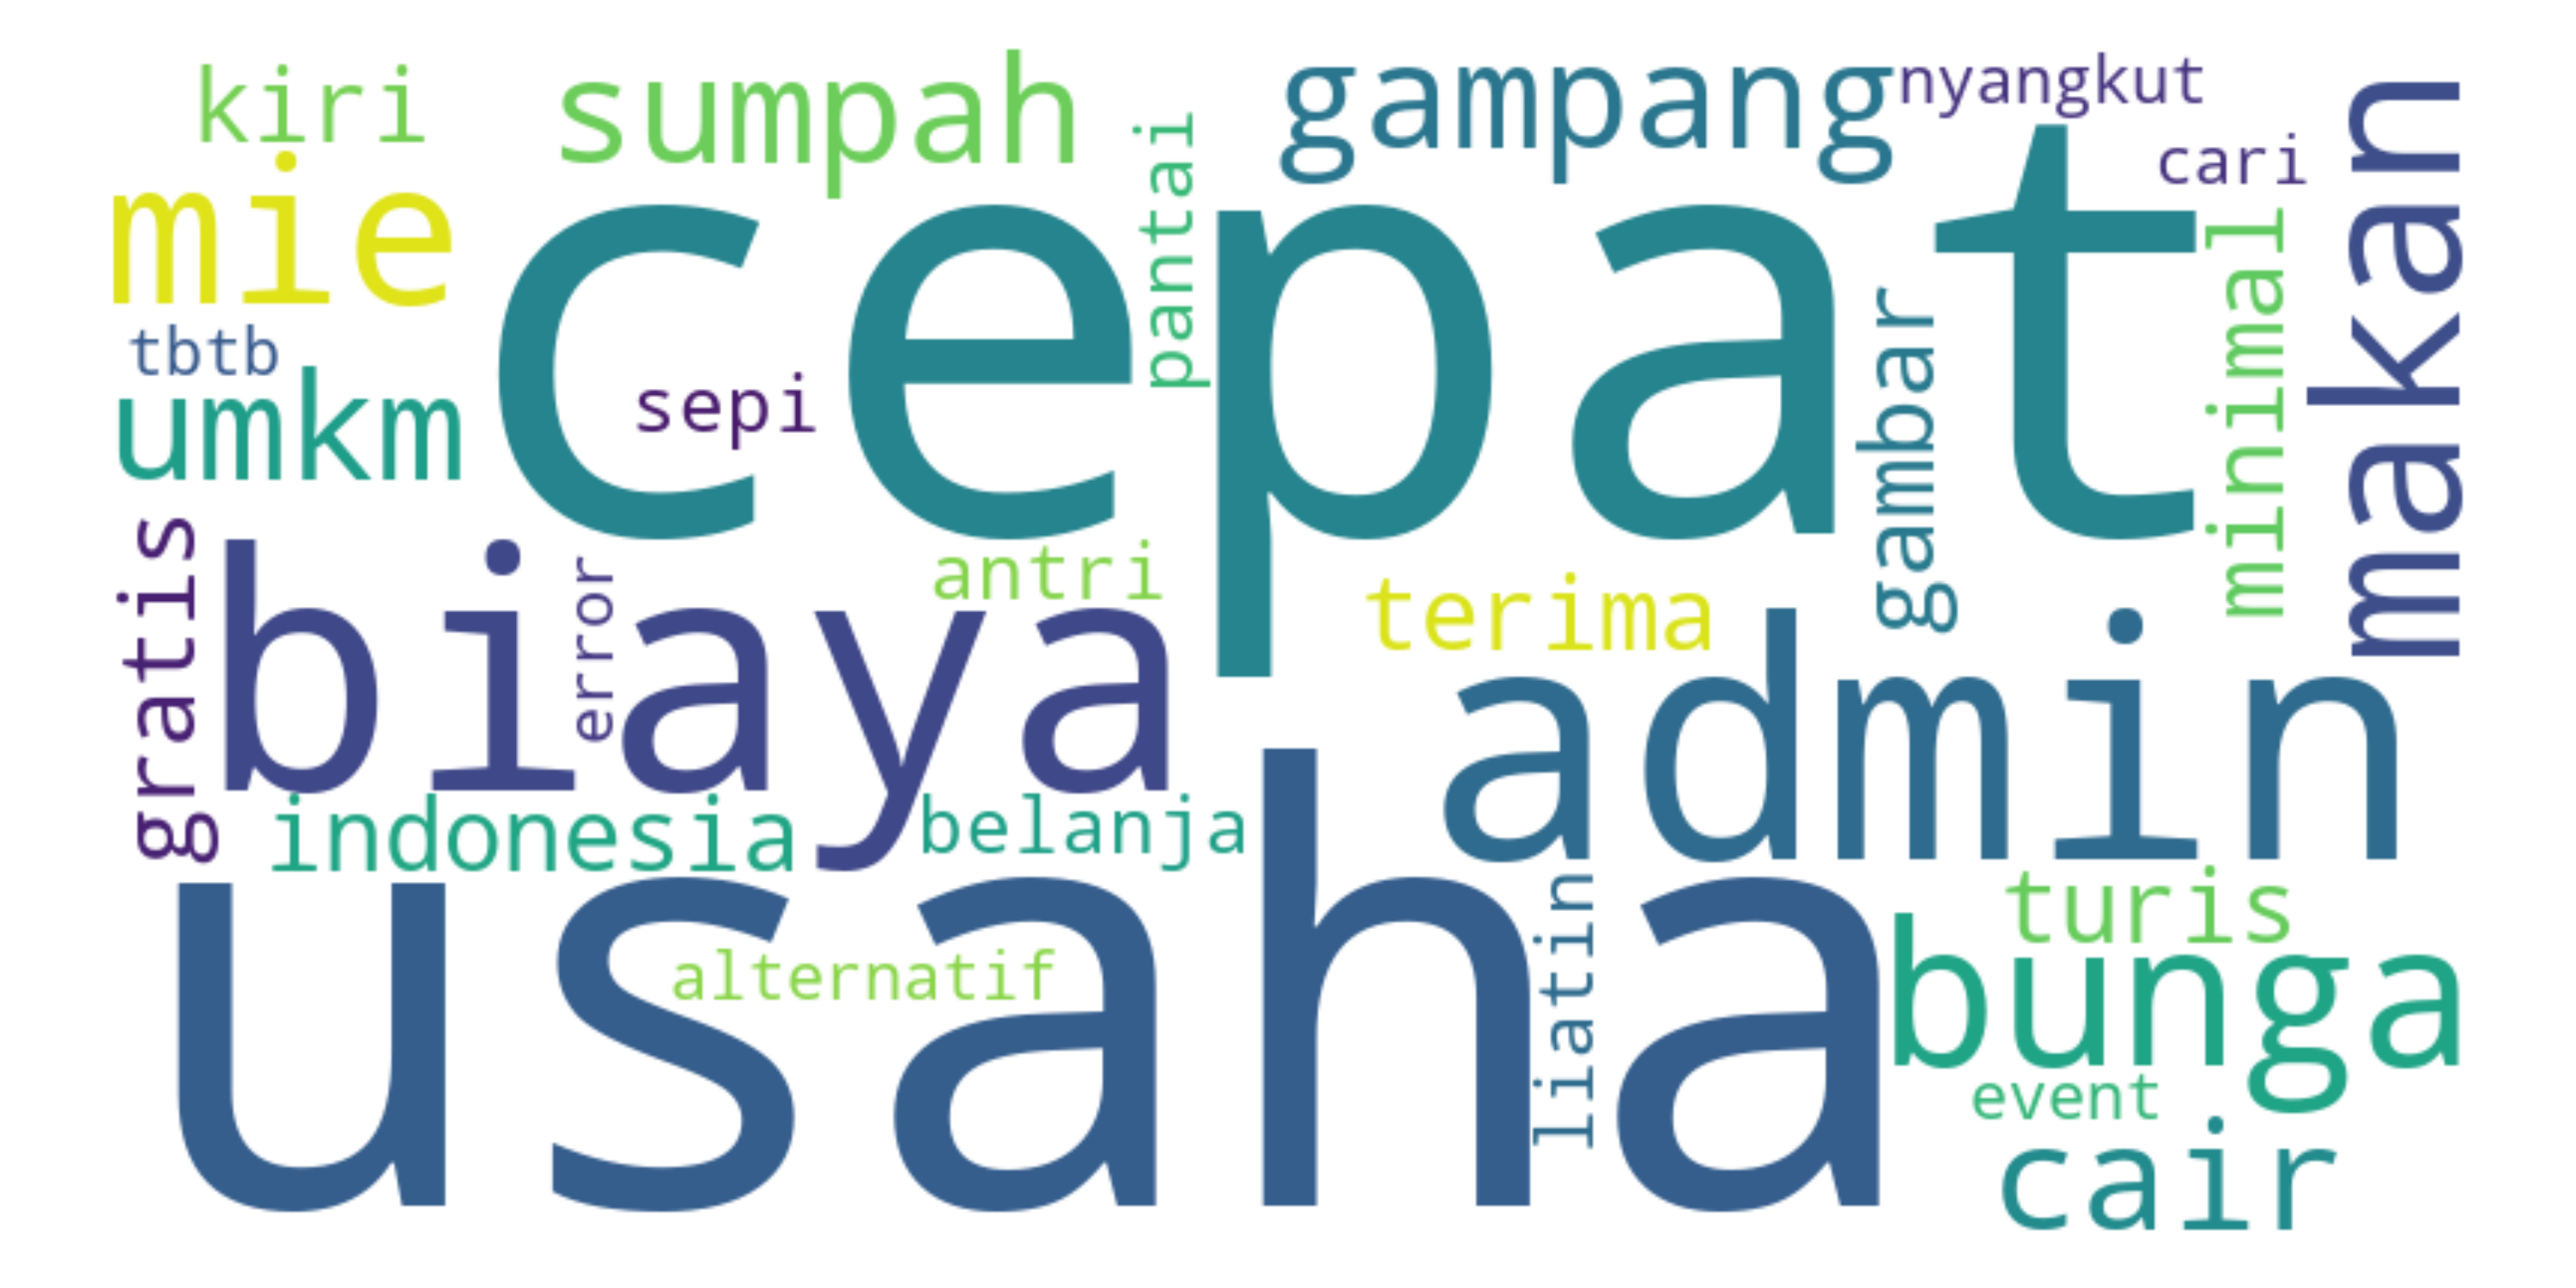 kiri
sumpah
gampang
nyangkut
cari
makan
mie
pantai
cepat
minimal
tbtb
umkm
sepi
gambar
gratis
biaya
error
antri
terima
admin
indonesia
belanja
usaha
alternatif
liatin
turis
bunga
event
cair